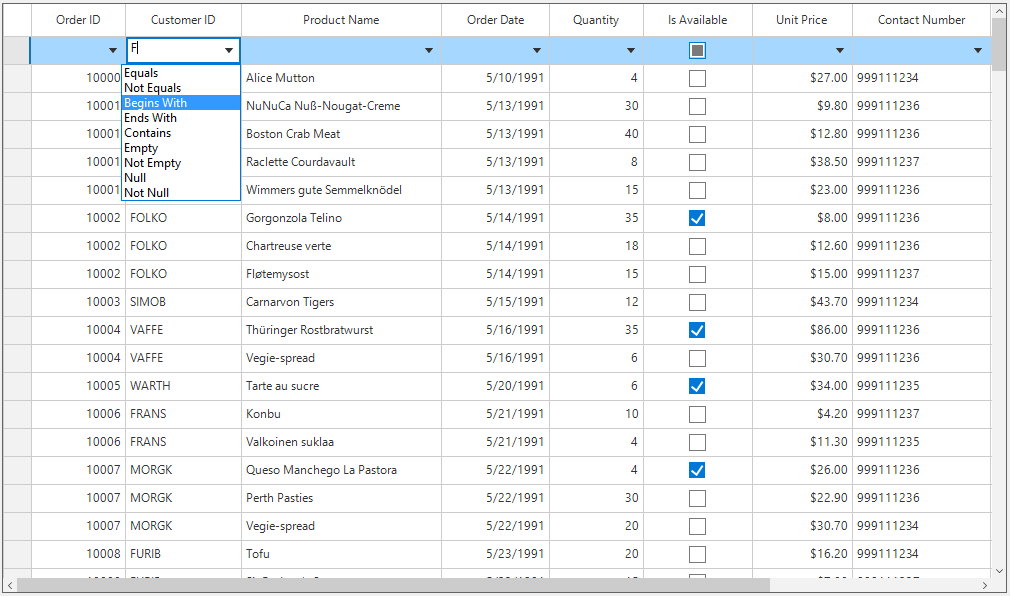 Order ID Customer ID Product Name Order Date Quantity Is Available Unit Price Contact Number
F
10000 Alice Mutton 5/10/1991 4 $27.00 999111234
Equals
Not Equals
Begins With
Ends With
Contains
Empty
Not Empty
Null
Not Null
10001 NuNuCa Nuß-Nougat-Creme 5/13/1991 30 $9.80 999111236
10001 Boston Crab Meat 5/13/1991 40 $12.80 999111236
10001 Raclette Courdavault 5/13/1991 8 $38.50 999111237
10001 Wimmers gute Semmelknödel 5/13/1991 15 $23.00 999111236
10002 FOLKO Gorgonzola Telino 5/14/1991 35 $8.00 999111236
10002 FOLKO Chartreuse verte 5/14/1991 18 $12.60 999111236
10002 FOLKO Fløtemysost 5/14/1991 15 $15.00 999111237
10003 SIMOB Carnarvon Tigers 5/15/1991 12 $43.70 999111234
10004 VAFFE Thüringer Rostbratwurst 5/16/1991 35 $86.00 999111236
10004 VAFFE Vegie-spread 5/16/1991 6 $30.70 999111236
10005 WARTH Tarte au sucre 5/20/1991 6 $34.00 999111235
10006 FRANS Konbu 5/21/1991 10 $4.20 999111237
10006 FRANS Valkoinen suklaa 5/21/1991 4 $11.30 999111235
10007 MORGK Queso Manchego La Pastora 5/22/1991 4 $26.00 999111236
10007 MORGK Perth Pasties 5/22/1991 30 $22.90 999111236
10007 MORGK Vegie-spread 5/22/1991 20 $30.70 999111234
10008 FURIB Tofu 5/23/1991 20 $16.20 999111234